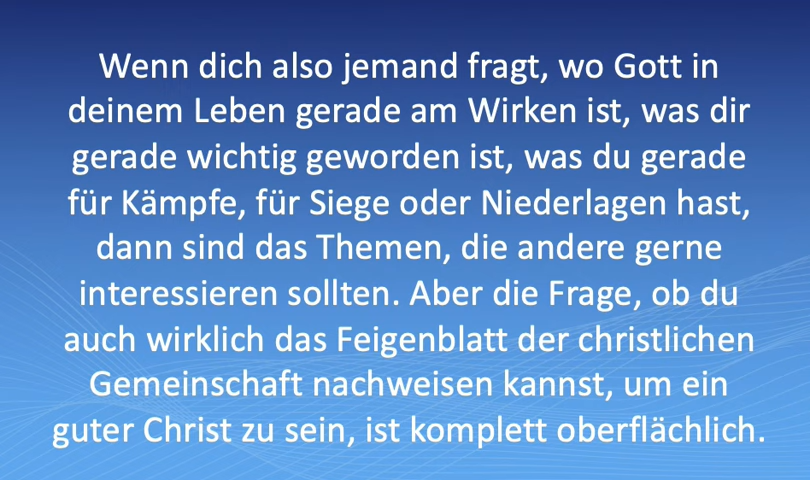 Wenn dich also jemand fragt, wo Gott in
deinem Leben gerade am Wirken ist, was dir
gerade wichtig geworden ist, was du gerade
für Kämpfe, für Siege oder Niederlagen hast,
dann sind das Themen, die andere gerne
interessieren sollten. Aber die Frage, ob du
auch wirklich das Feigenblatt der christlichen
Gemeinschaft nachweisen kannst, um ein
guter Christ zu sein, ist komplett oberflächlich.